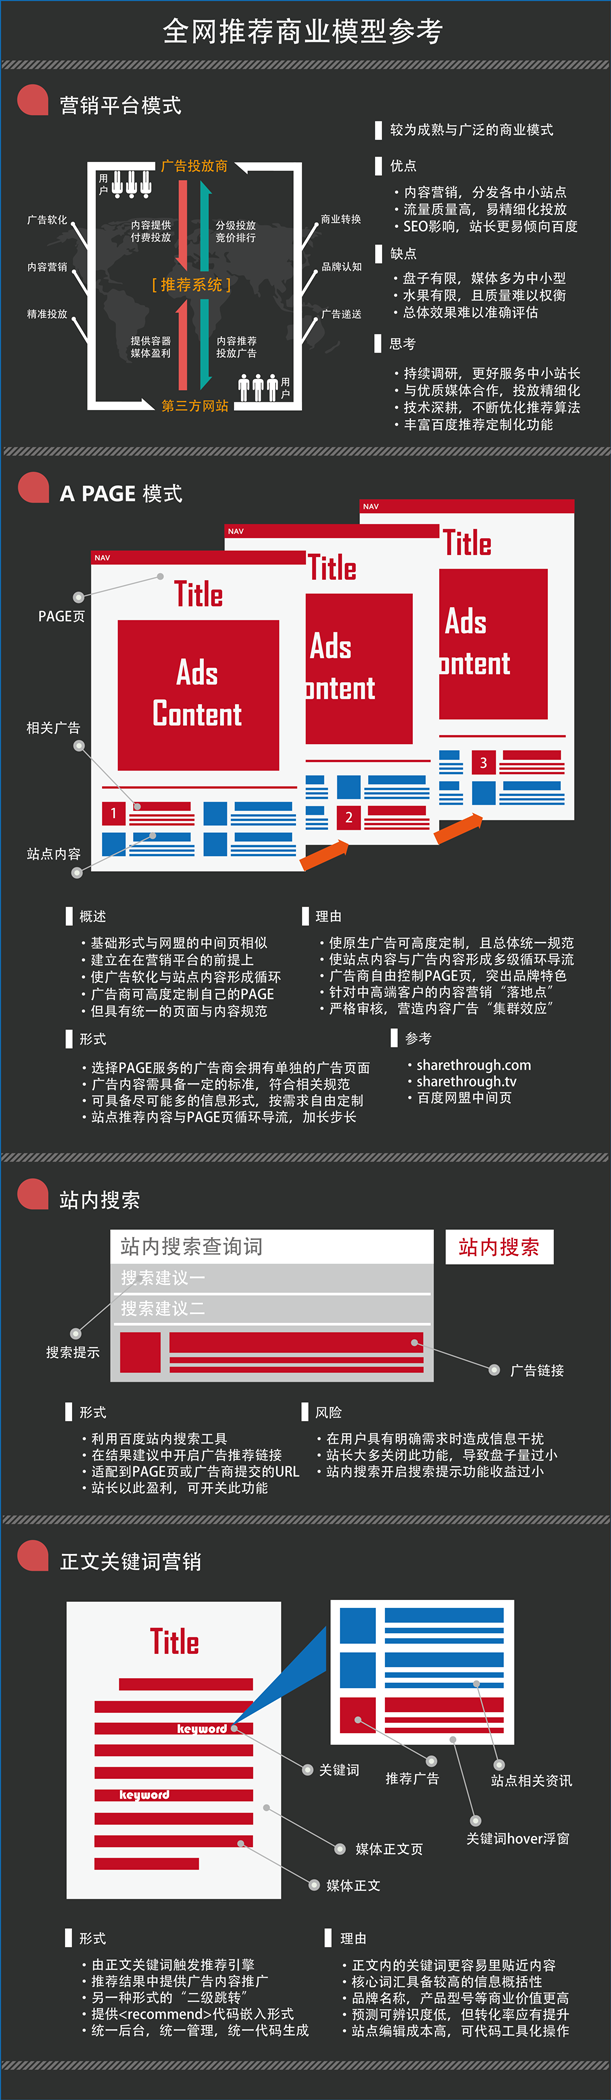 全网推荐商业模型参考
营销平台模式
较为成熟与广泛的商业模式
优点
·内容营销，分发各中小站点
·流量质量高，易精细化投放
·SEO影响，站长更易倾向百度
缺点
·盘子有限，媒体多为中小型
·水果有限，且质量难以权衡
·总体效果难以准确评估
思考
·持续调研，更好服务中小站长
·与优质媒体合作，投放精细化
·技术深耕，不断优化推荐算法
·丰富百度推荐定制化功能
广告投放商
用
户
广告软化
内容营销
精准投放
内容提供
付费投放
分级投放
竞价排行
商业转换
品牌认知
广告递送
[ 推荐系统 ]
提供容器
媒体盈利
内容推荐
投放广告
用
户
第三方网站
A PAGE 模式
NAV
Title
Ads
Content
1
NAV
Title
Ads
ontent
2
NAV
Title
Ads
ontent
3
PAGE页
相关广告
站点内容
概述
·基础形式与网盟的中间页相似
·建立在在营销平台的前提上
·使广告软化与站点内容形成循环
·广告商可高度定制自己的PAGE
·但具有统一的页面与内容规范
理由
·使原生广告可高度定制，且总体统一规范
·使站点内容与广告内容形成多级循环导流
·广告商自由控制PAGE页，突出品牌特色
·针对中高端客户的内容营销“落地点”
·严格审核，营造内容广告“集群效应”
形式
·选择PAGE服务的广告商会拥有单独的广告页面
·广告内容需具备一定的标准，符合相关规范
·可具备尽可能多的信息形式，按需求自由定制
·站点推荐内容与PAGE页循环导流，加长步长
参考
·sharethrough.com
·sharethrough.tv
·百度网盟中间页
站内搜索
站内搜索查询词
站内搜索
搜索建议一
搜索建议二
搜索提示
广告链接
形式
·利用百度站内搜索工具
·在结果建议中开启广告推荐链接
·适配到PAGE页或广告商提交的URL
·站长以此盈利，可开关此功能
风险
·在用户具有明确需求时造成信息干扰
·站长大多关闭此功能，导致盘子量过小
·站内搜索开启搜索提示功能收益过小
正文关键词营销
Title
keyword
keyword
关键词
推荐广告
站点相关资讯
关键词hover浮窗
媒体正文页
媒体正文
形式
·由正文关键词触发推荐引擎
·推荐结果中提供广告内容推广
·另一种形式的“二级跳转”
·提供<recommend>代码嵌入形式
·统一后台，统一管理，统一代码生成
理由
·正文内的关键词更容易里贴近内容
·核心词汇具备较高的信息概括性
·品牌名称，产品型号等商业价值更高
·预测可辨识度低，但转化率应有提升
·站点编辑成本高，可代码工具化操作